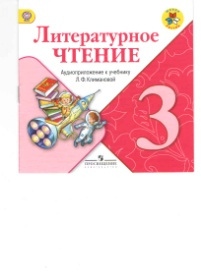 Литературное
ЧТЕНИЕ
Аудиоприложение к учебнику
Л.Ф.Климановой
3